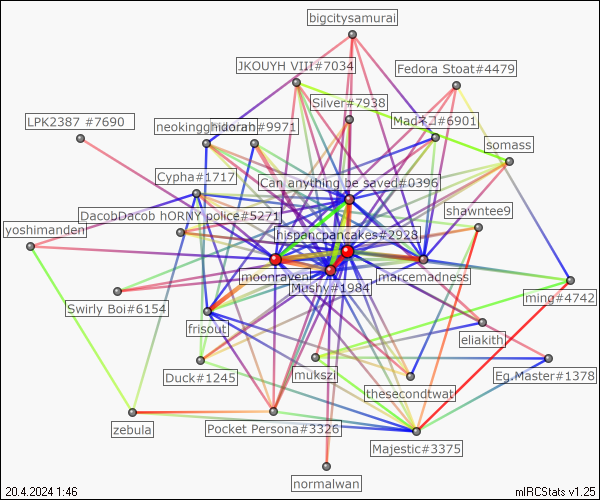 bigcitysamurai
JKOUYH VIII#7034
Fedora Stoat#4479
Silver#7938
LPK2387 #7690
Madネコ#6901
neokingghidorah#9971
somass
Cypha#1717
Can anything be saved#0396
DacobDacob hORNY police#5271
shawntee9
yoshimanden
hispancpancakes#2928
moonraven
marcenadness
Mushy#1984
ming#4742
Swirly Boi#6154
frisout
eliakith
Duck#1245
mukszi
Eg.Master#1378
thesecondtwat
zebula
Pocket Persona#3326
Majestic#3375
normalwan
20.4.2024 1:46
mIRCStats v1.25